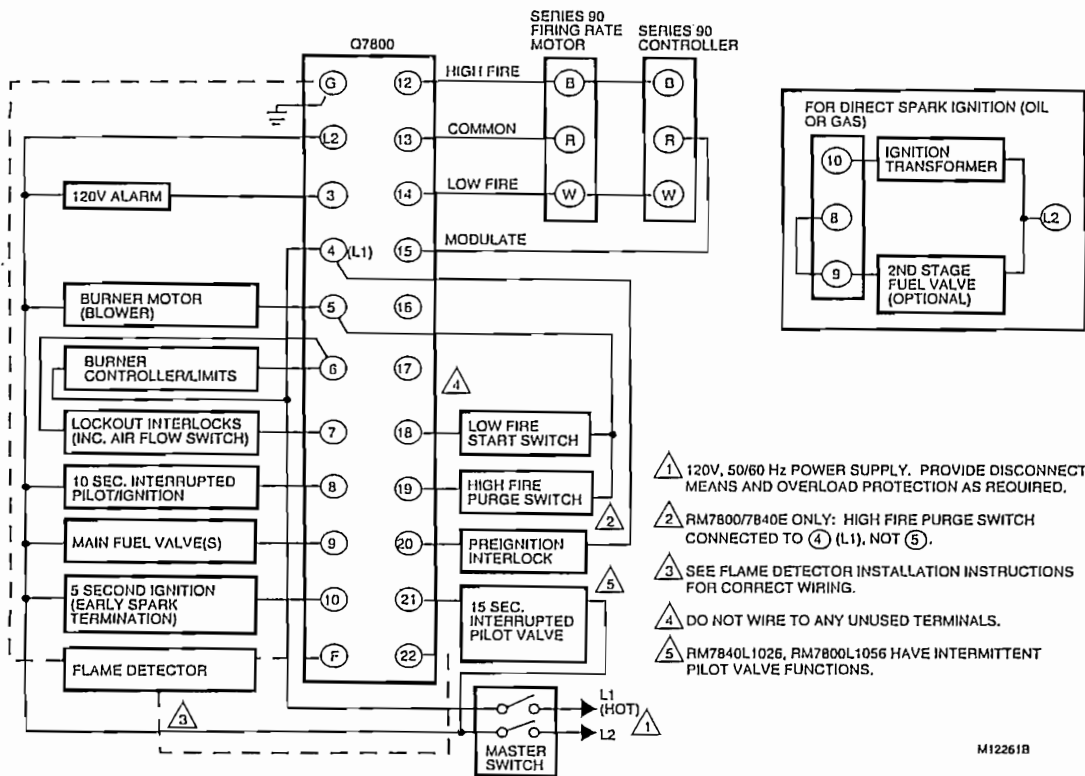 Q7800
SERIES 90
FIRING RATE
MOTOR
SERIES 90
CONTROLLER
G
L2
3
4
(L1)
5
6
7
8
9
10
F
12
13
14
15
16
17
18
19
20
21
22
HIGH FIRE
COMMON
LOW FIRE
MODULATE
B
R
W
B
R
W
120V ALARM
BURNER MOTOR
(BLOWER)
BURNER
CONTROLLER/LIMITS
LOCKOUT INTERLOCKS
(INC. AIR FLOW SWITCH)
10 SEC. INTERRUPTED
PILOT/IGNITION
MAIN FUEL VALVE(S)
5 SECOND IGNITION
(EARLY SPARK
TERMINATION)
FLAME DETECTOR
3
4
LOW FIRE
START SWITCH
HIGH FIRE
PURGE SWITCH
2
PREIGNITION
INTERLOCK
5
15 SEC.
INTERRUPTED
PILOT VALVE
L1
(HOT)
L2
1
MASTER
SWITCH
FOR DIRECT SPARK IGNITION (OIL
OR GAS)
10
8
9
IGNITION
TRANSFORMER
2ND STAGE
FUEL VALVE
(OPTIONAL)
L2
1 120V, 50/60 Hz POWER SUPPLY. PROVIDE DISCONNECT
MEANS AND OVERLOAD PROTECTION AS REQUIRED.
2 RM7800/7840E ONLY: HIGH FIRE PURGE SWITCH
CONNECTED TO 4 (L1), NOT 5.
3 SEE FLAME DETECTOR INSTALLATION INSTRUCTIONS
FOR CORRECT WIRING.
4 DO NOT WIRE TO ANY UNUSED TERMINALS.
5 RM7840L1026, RM7800L1056 HAVE INTERMITTENT
PILOT VALVE FUNCTIONS.
M12261B